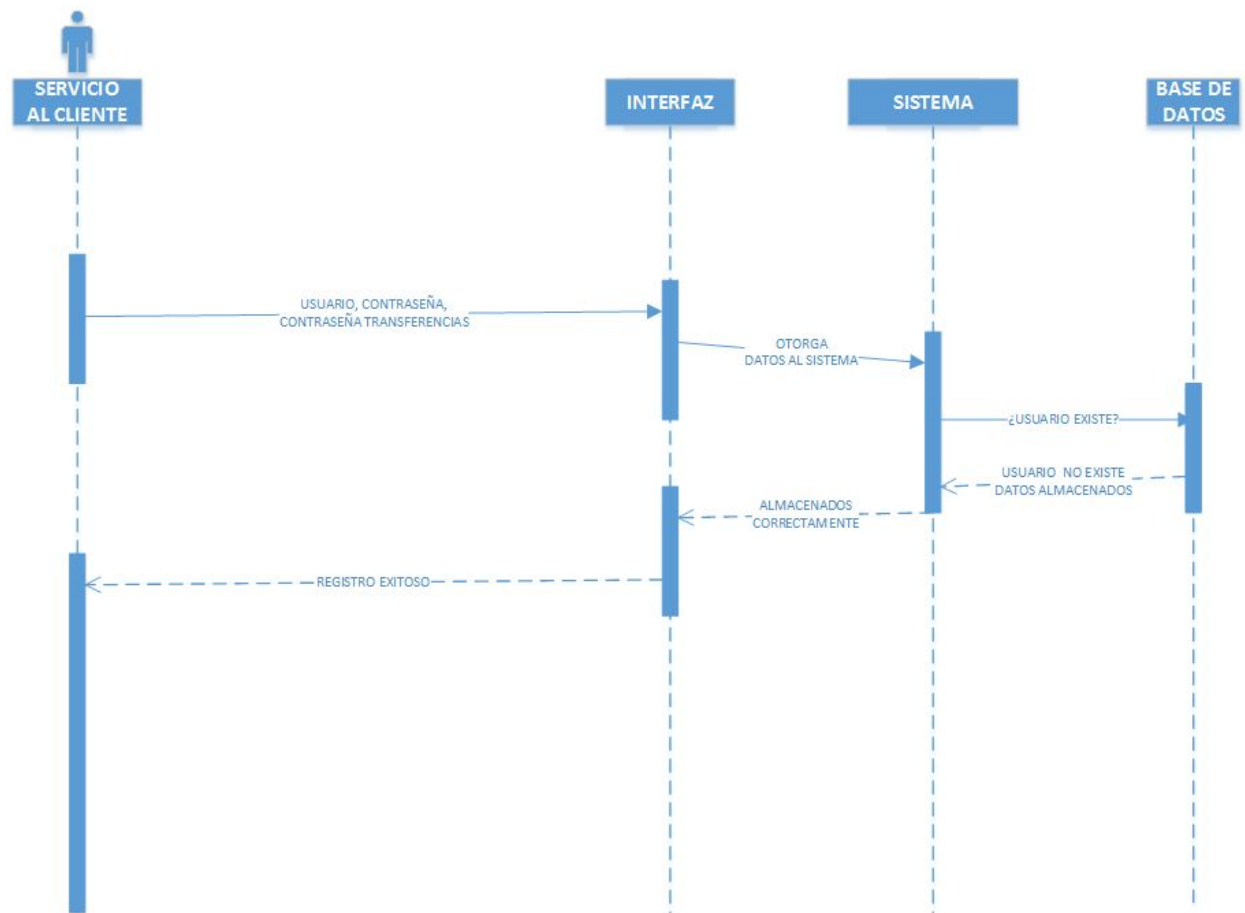 SERVICIO
AL CLIENTE
INTERFAZ
SISTEMA
BASE DE
DATOS
USUARIO, CONTRASEÑA,
CONTRASEÑA TRANSFERENCIAS
OTORGA
DATOS AL SISTEMA
¿USUARIO EXISTE?
USUARIO NO EXISTE
DATOS ALMACENADOS
ALMACENADOS
CORRECTAMENTE
REGISTRO EXITOSO